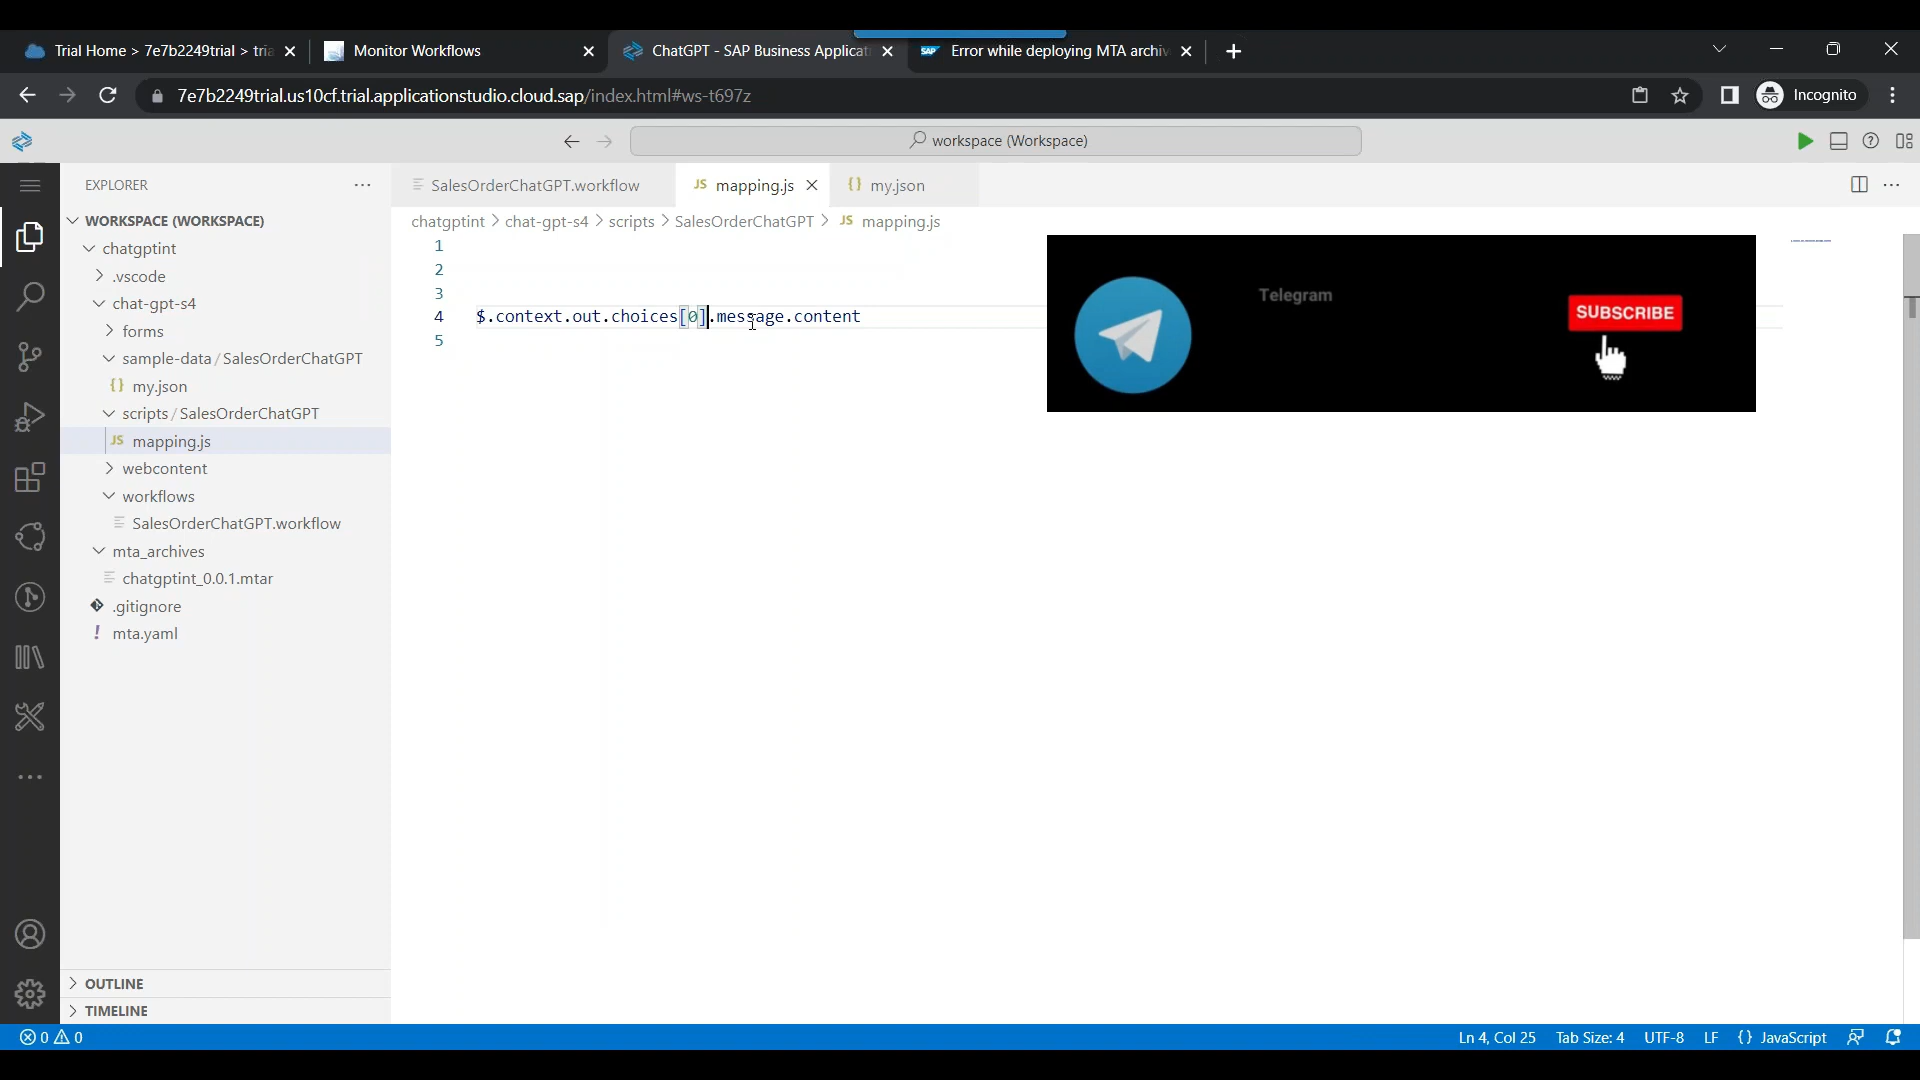 Trial Home > 7e7b2249trial > tria
Monitor Workflows
ChatGPT - SAP Business Applicat
SAP Error while deploying MTA archiv
7e7b2249trial.us10cf.trial.applicationstudio.cloud.sap/index.html#ws-t697z
Incognito
workspace (Workspace)
EXPLORER
SalesOrderChatGPT.workflow
JS mapping.js
{} my.json
chatgptint > chat-gpt-s4 > scripts > SalesOrderChatGPT > JS mapping.js
WORKSPACE (WORKSPACE)
chatgptint
.vscode
chat-gpt-s4
forms
sample-data / SalesOrderChatGPT
{} my.json
scripts / SalesOrderChatGPT
JS mapping.js
webcontent
workflows
SalesOrderChatGPT.workflow
mta_archives
chatgptint_0.0.1.mtar
.gitignore
! mta.yaml
OUTLINE
TIMELINE
1
2
3
4 $.context.out.choices[0].message.content
5
Telegram
SUBSCRIBE
0 0
Ln 4, Col 25
Tab Size: 4
UTF-8
LF
{} JavaScript